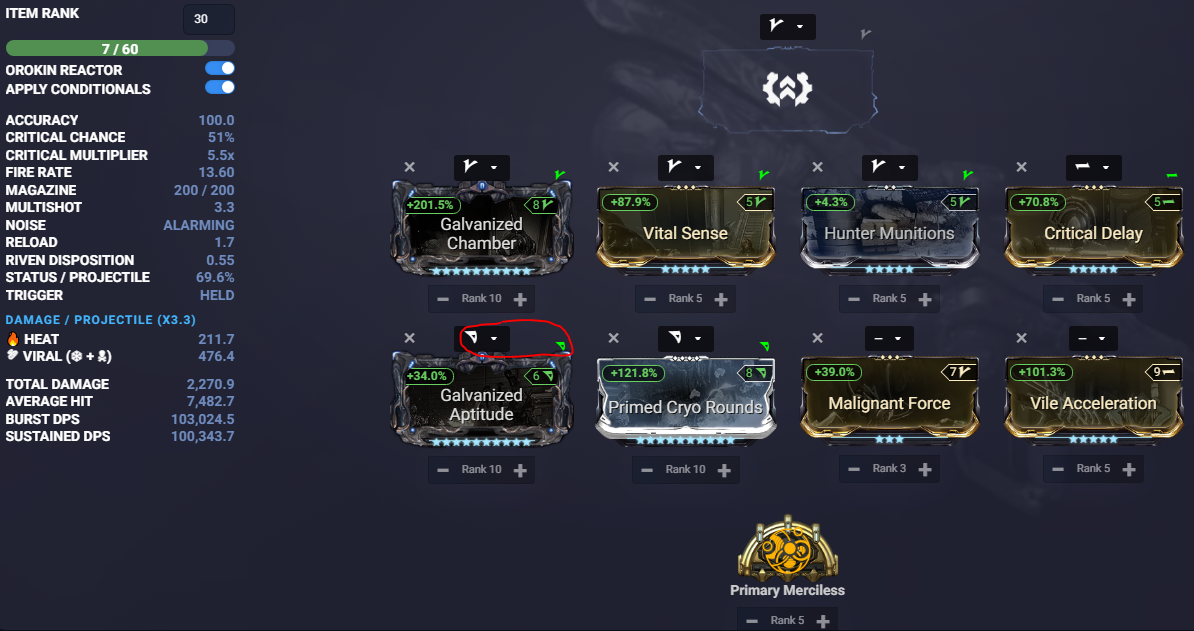 ITEM RANK
30
7 / 60
OROKIN REACTOR
APPLY CONDITIONALS
ACCURACY 100.0
CRITICAL CHANCE 51%
CRITICAL MULTIPLIER 5.5x
FIRE RATE 13.60
MAGAZINE 200 / 200
MULTISHOT 3.3
NOISE ALARMING
RELOAD 1.7
RIVEN DISPOSITION 0.55
STATUS / PROJECTILE 69.6%
TRIGGER HELD
DAMAGE / PROJECTILE (X3.3)
HEAT 211.7
VIRAL ( + ) 476.4
TOTAL DAMAGE 2,270.9
AVERAGE HIT 7,482.7
BURST DPS 103,024.5
SUSTAINED DPS 100,343.7
+201.5% 8
Galvanized
Chamber
Rank 10
+87.9% 5
Vital Sense
Rank 5
+4.3% 5
Hunter Munitions
Rank 5
+70.8% 5
Critical Delay
Rank 5
+34.0% 6
Galvanized
Aptitude
Rank 10
+121.8% 8
Primed Cryo Rounds
Rank 10
+39.0% 7
Malignant Force
Rank 3
+101.3% 9
Vile Acceleration
Rank 5
Primary Merciless
Rank 5